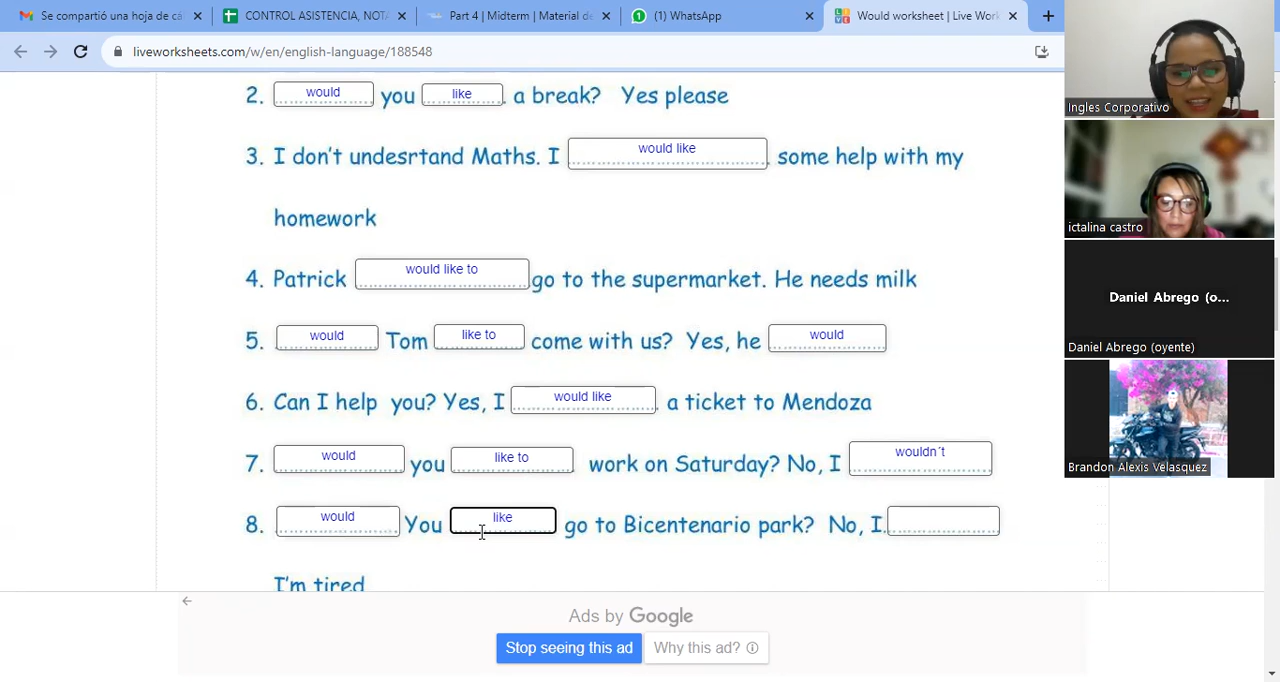 Se compartió una hoja de cá
CONTROL ASISTENCIA, NOTA
Part 4 | Midterm | Material de
(1) WhatsApp
Would worksheet | Live Work
liveworksheets.com/w/en/english-language/188548
2. would you like a break? Yes please
3. I don't undesrtand Maths. I would like some help with my
homework
4. Patrick would like to go to the supermarket. He needs milk
5. would Tom like to come with us? Yes, he would
6. Can I help you? Yes, I would like a ticket to Mendoza
7. would you like to work on Saturday? No, I wouldn´t
8. would You like go to Bicentenario park? No, I
I'm tired
Ads by Google
Stop seeing this ad
Why this ad?
Ingles Corporativo
ictalina castro
Daniel Abrego (o...
Daniel Abrego (oyente)
Brandon Alexis Velasquez